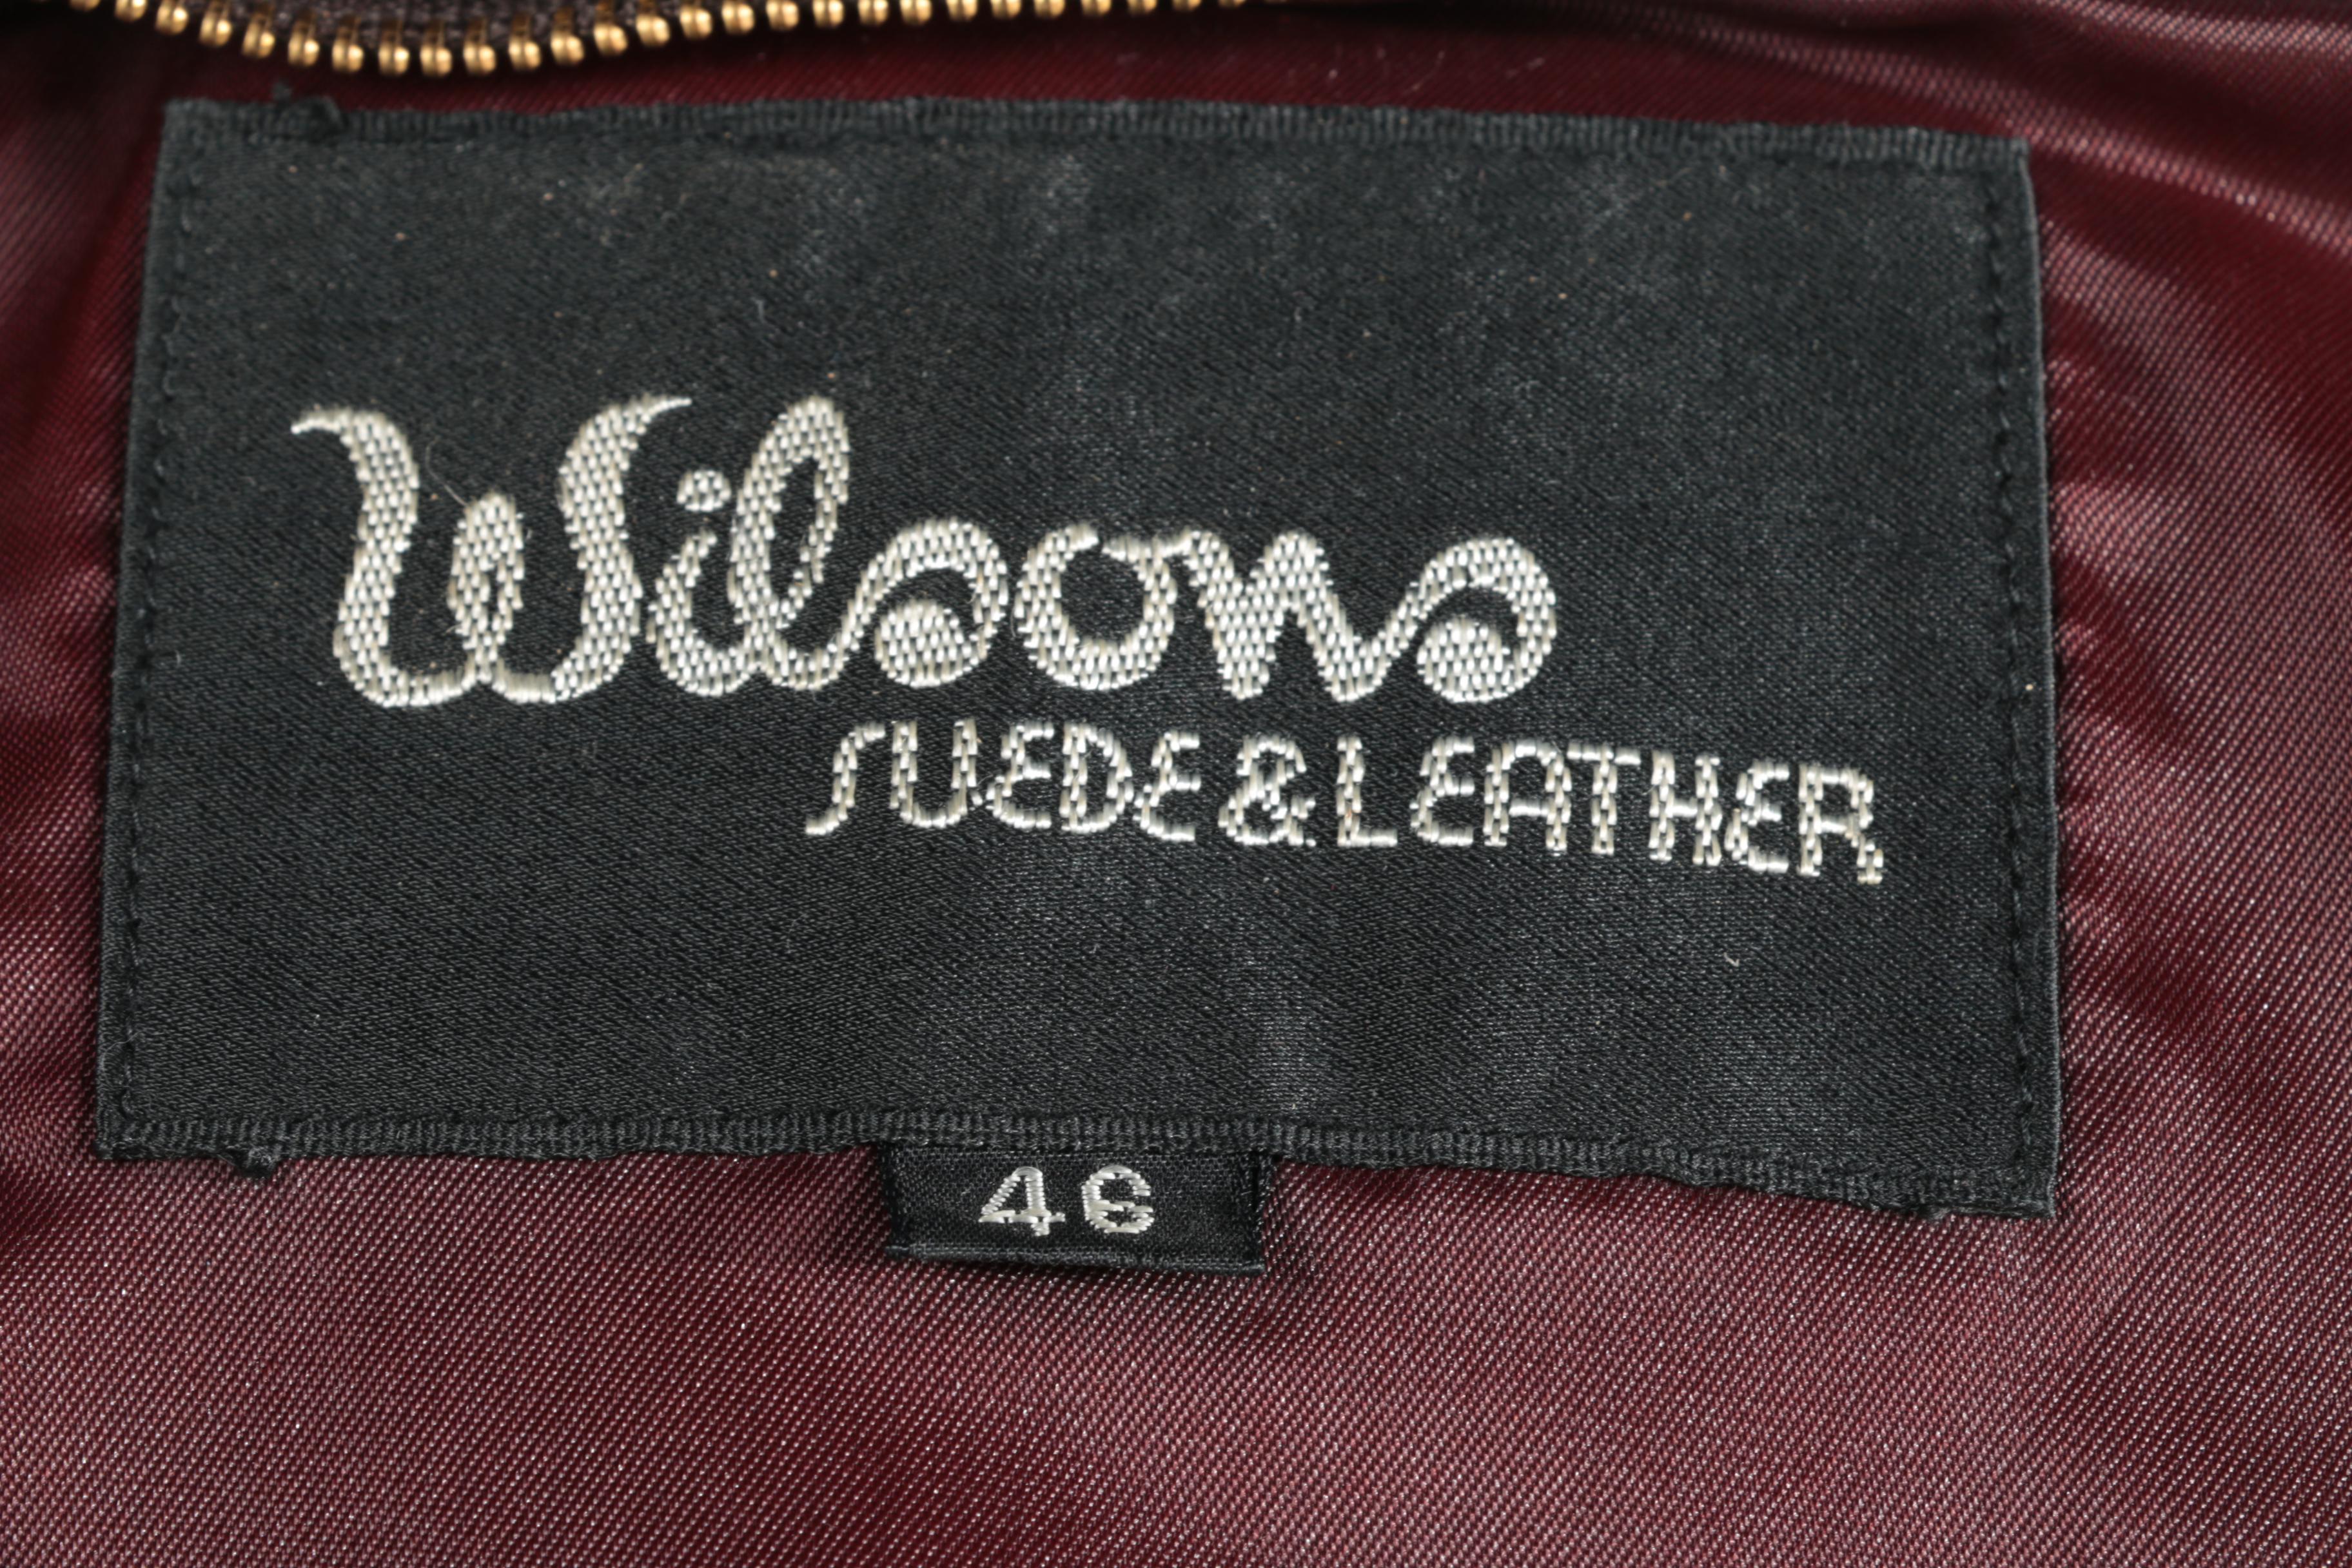 Wilsons
SUEDE & LEATHER
46